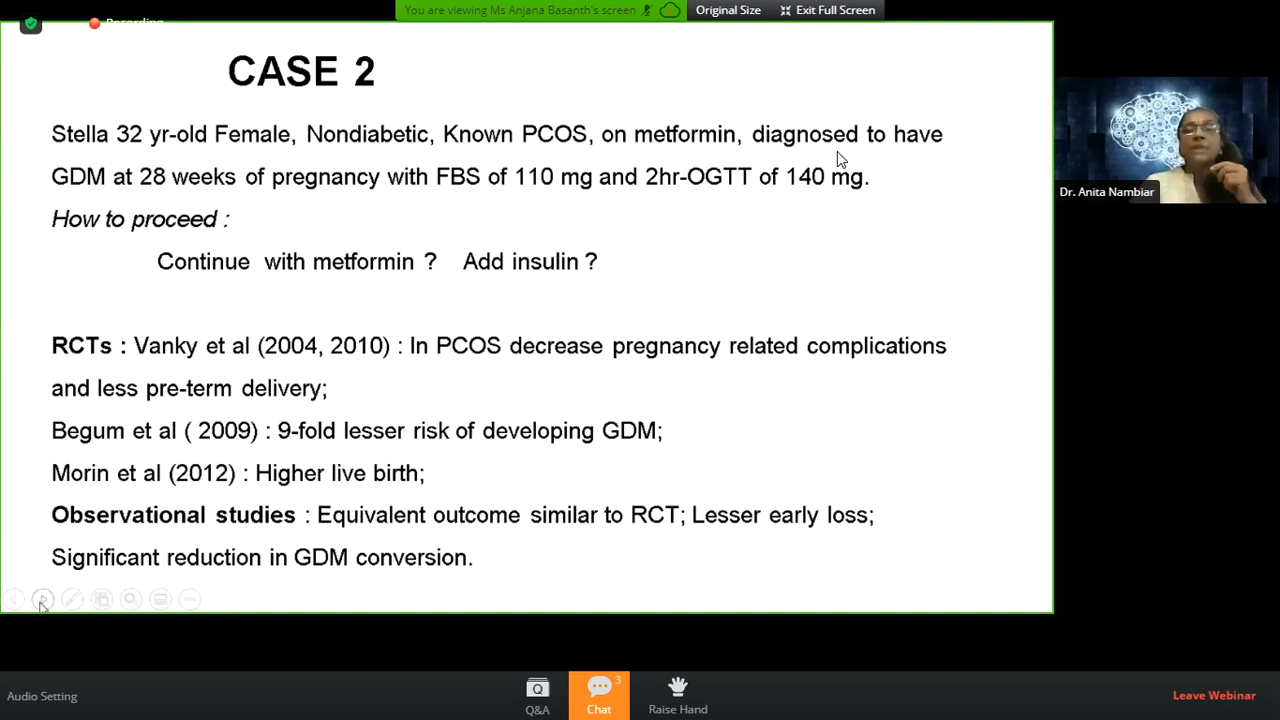 You are viewing Ms Anjana Basanth's screen
Original Size
Exit Full Screen
Recording
CASE 2
Stella 32 yr-old Female, Nondiabetic, Known PCOS, on metformin, diagnosed to have
GDM at 28 weeks of pregnancy with FBS of 110 mg and 2hr-OGTT of 140 mg.
How to proceed :
Continue with metformin ? Add insulin ?
RCTs : Vanky et al (2004, 2010) : In PCOS decrease pregnancy related complications
and less pre-term delivery;
Begum et al ( 2009) : 9-fold lesser risk of developing GDM;
Morin et al (2012) : Higher live birth;
Observational studies : Equivalent outcome similar to RCT; Lesser early loss;
Significant reduction in GDM conversion.
Dr. Anita Nambiar
Audio Setting
Q
Q&A
3
Chat
Raise Hand
Leave Webinar